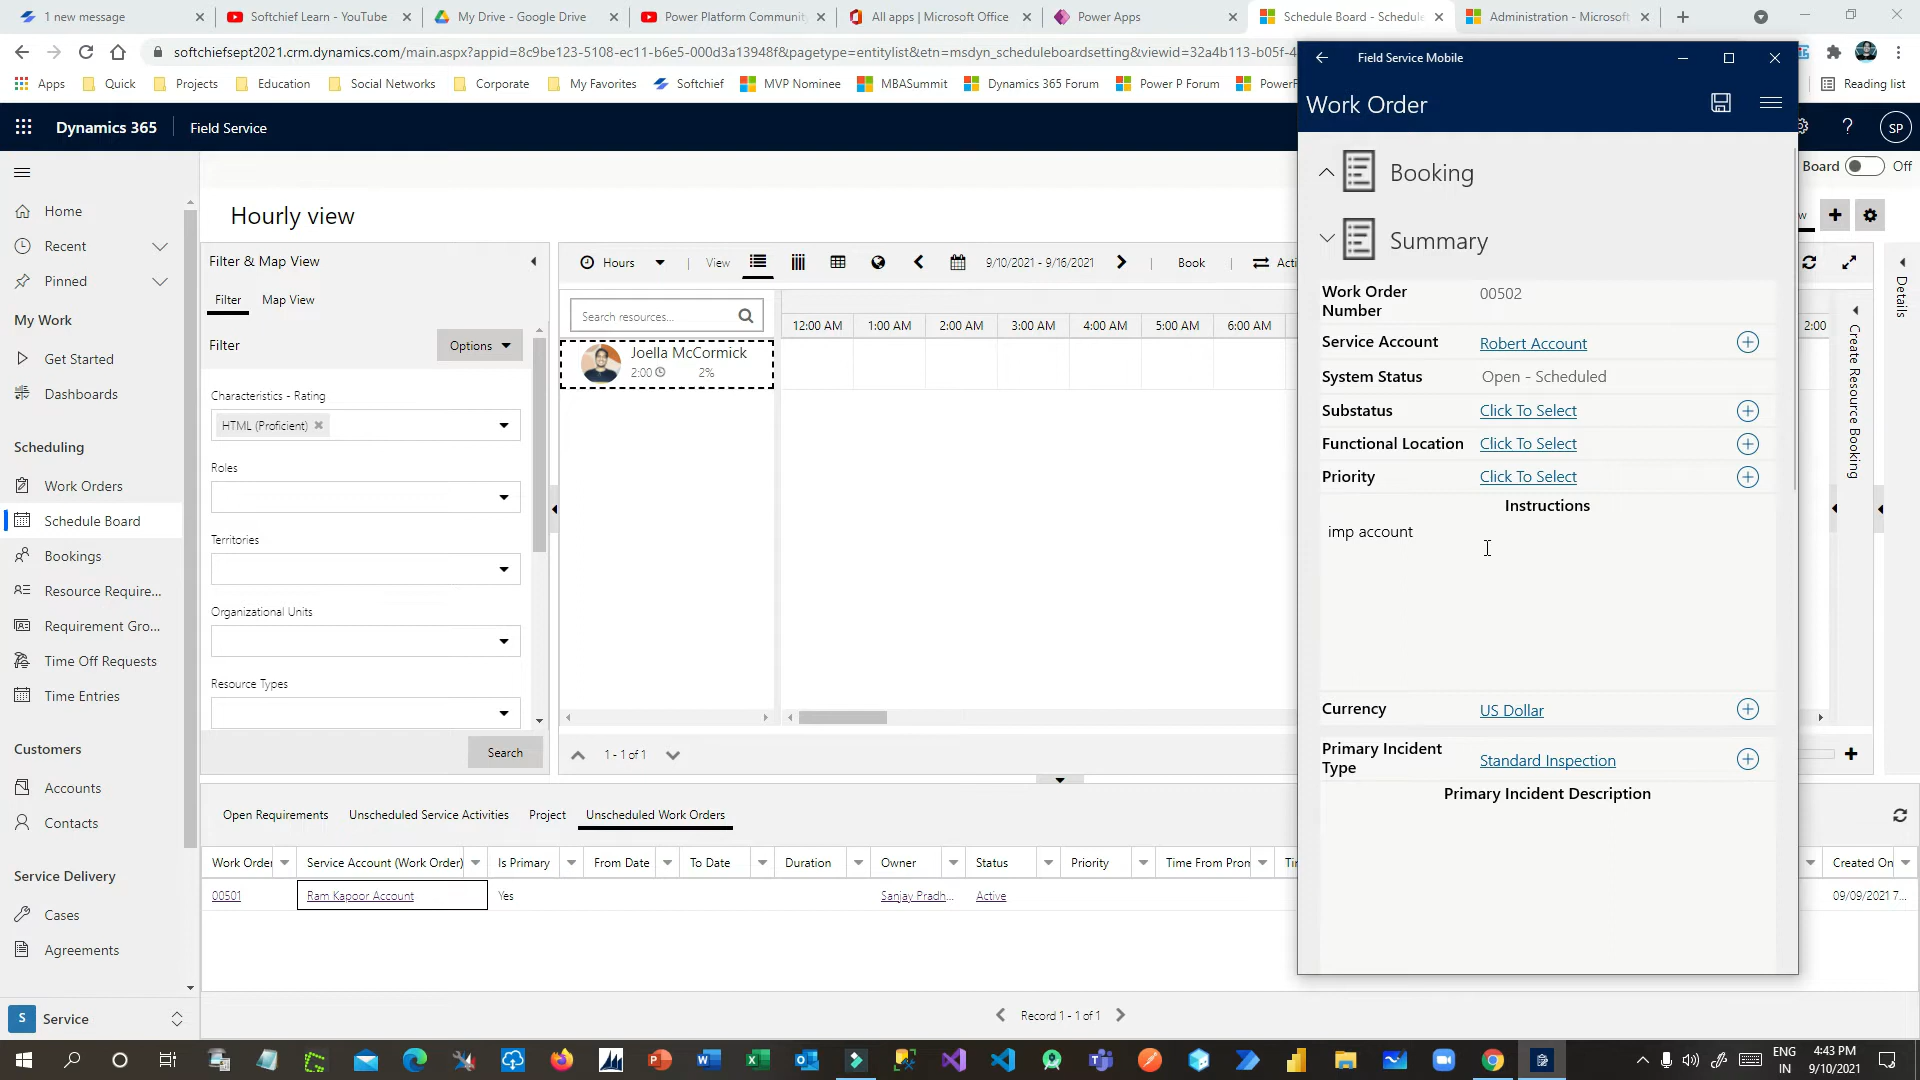 1 new message
Softchief Learn - YouTube
My Drive - Google Drive
Power Platform Community
All apps | Microsoft Office
Power Apps
Schedule Board - Schedule
Administration - Microsoft
softchiefsept2021.crm.dynamics.com/main.aspx?appid=8c9be123-5108-ec11-b6e5-000d3a13948f&pagetype=entitylist&etn=msdyn_scheduleboardsetting&viewid=32a4b113-b05f-4
Apps
Quick
Projects
Education
Social Networks
Corporate
My Favorites
Softchief
MVP Nominee
MBASummit
Dynamics 365 Forum
Power P Forum
Reading list
Dynamics 365
Field Service
SP
Board
Off
Home
Recent
Pinned
My Work
Get Started
Dashboards
Scheduling
Work Orders
Schedule Board
Bookings
Resource Require...
Requirement Gro...
Time Off Requests
Time Entries
Customers
Accounts
Contacts
Service Delivery
Cases
Agreements
S
Service
Hourly view
Filter & Map View
Filter
Map View
Filter
Options
Characteristics - Rating
HTML (Proficient)
Roles
Territories
Organizational Units
Resource Types
Search
Hours
View
9/10/2021 - 9/16/2021
Book
Acti
Search resources...
12:00 AM
1:00 AM
2:00 AM
3:00 AM
4:00 AM
5:00 AM
6:00 AM
2:00
Joella McCormick
2:00
2%
1 - 1 of 1
Details
Create Resource Booking
Open Requirements
Unscheduled Service Activities
Project
Unscheduled Work Orders
Work Order
Service Account (Work Order)
Is Primary
From Date
To Date
Duration
Owner
Status
Priority
Time From Pron
Created On
00501
Ram Kapoor Account
Yes
Sanjay Pradh...
Active
09/09/2021 7...
Record 1 - 1 of 1
Field Service Mobile
Work Order
Booking
Summary
Work Order Number
00502
Service Account
Robert Account
System Status
Open - Scheduled
Substatus
Click To Select
Functional Location
Click To Select
Priority
Click To Select
Instructions
imp account
Currency
US Dollar
Primary Incident Type
Standard Inspection
Primary Incident Description
ENG
IN
4:43 PM
9/10/2021